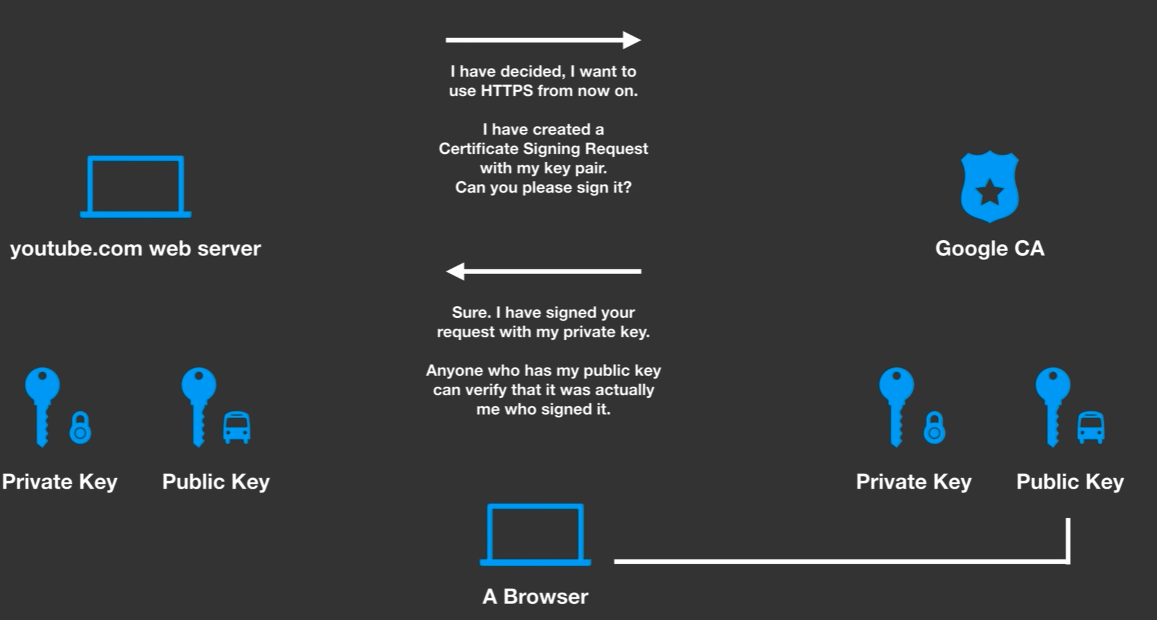 I have decided, I want to
use HTTPS from now on.
I have created a
Certificate Signing Request
with my key pair.
Can you please sign it?
youtube.com web server
Google CA
Sure. I have signed your
request with my private key.
Anyone who has my public key
can verify that it was actually
me who signed it.
Private Key
Public Key
Private Key
Public Key
A Browser